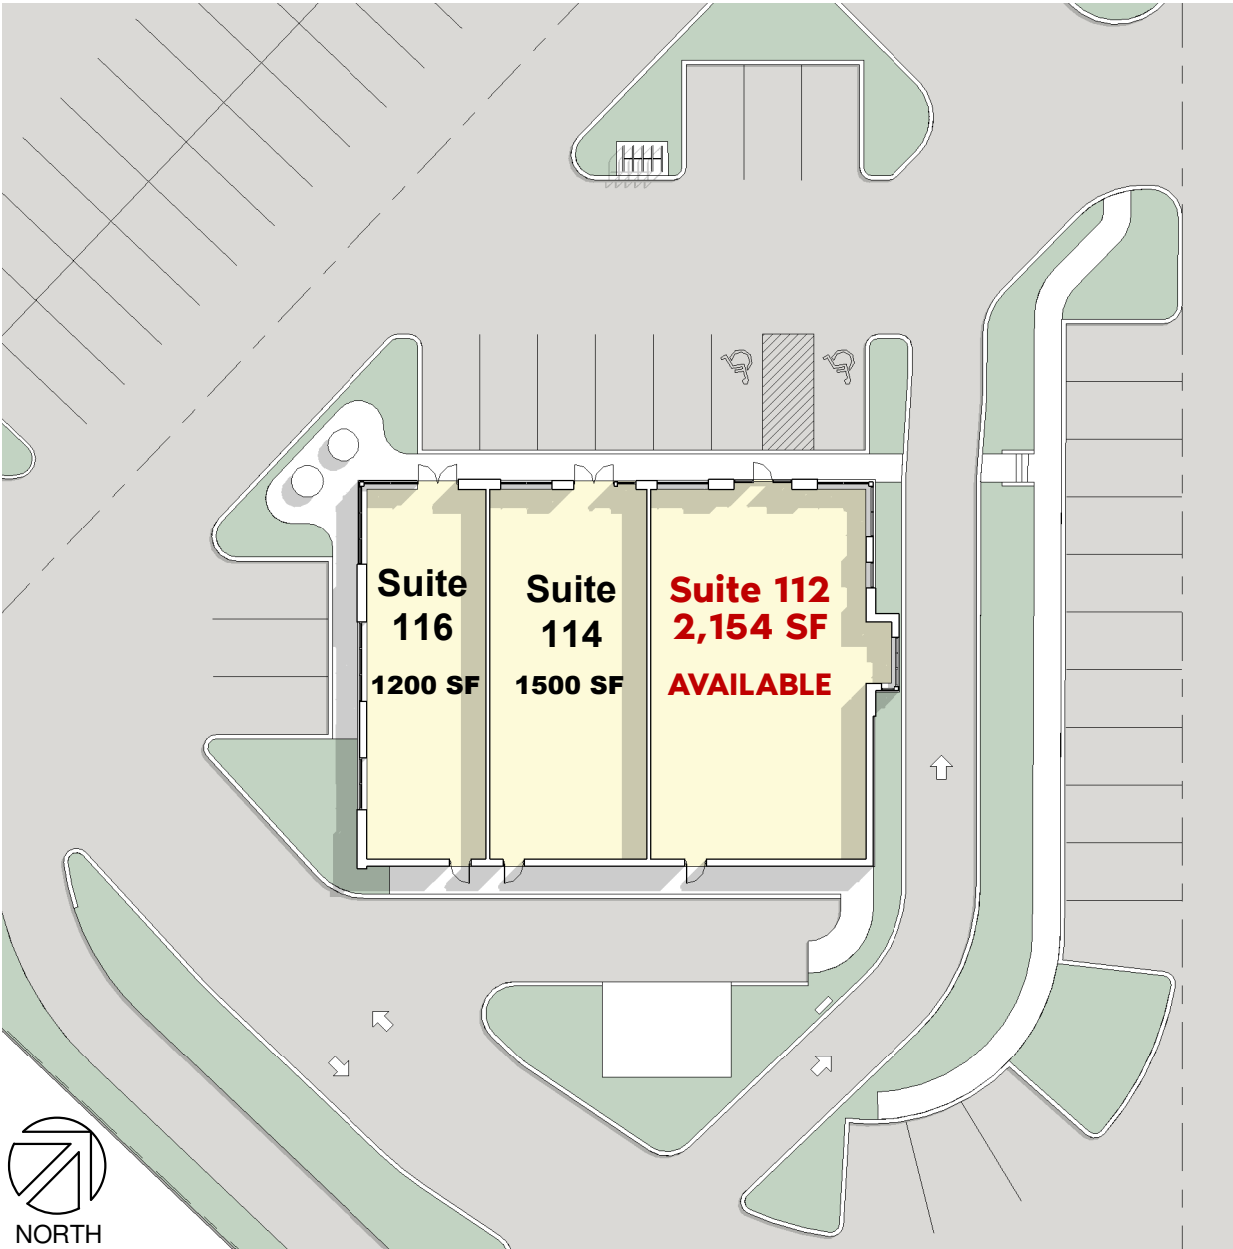 Suite
116
1200 SF
Suite
114
1500 SF
Suite 112
2,154 SF
AVAILABLE
NORTH